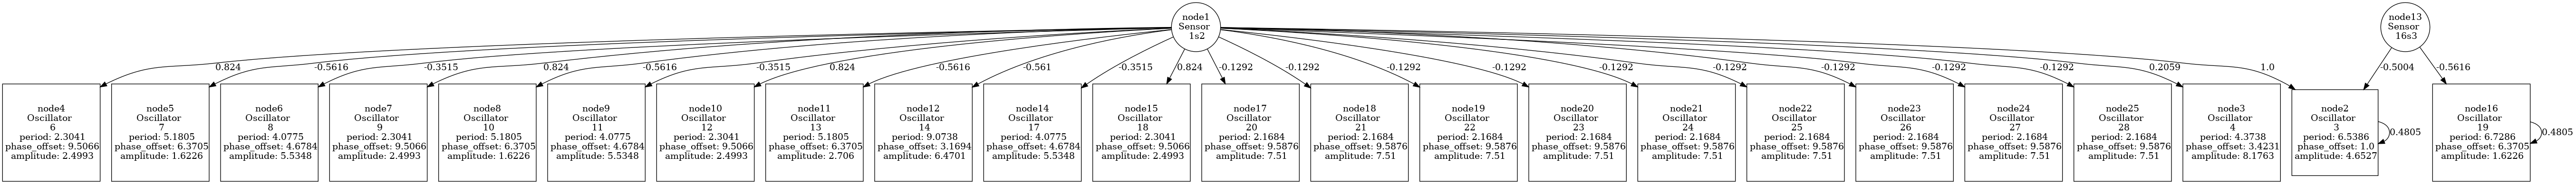 node1
Sensor
1s2
node13
Sensor
16s3
0.824
-0.5616
-0.3515
0.824
-0.5616
-0.3515
0.824
-0.5616
-0.561
-0.3515
0.824
-0.1292
-0.1292
-0.1292
-0.1292
-0.1292
-0.1292
-0.1292
-0.1292
-0.1292
0.2059
1.0
-0.5004
-0.5616
node4
Oscillator
6
period: 2.3041
phase_offset: 9.5066
amplitude: 2.4993
node5
Oscillator
7
period: 5.1805
phase_offset: 6.3705
amplitude: 1.6226
node6
Oscillator
8
period: 4.0775
phase_offset: 4.6784
amplitude: 5.5348
node7
Oscillator
9
period: 2.3041
phase_offset: 9.5066
amplitude: 2.4993
node8
Oscillator
10
period: 5.1805
phase_offset: 6.3705
amplitude: 1.6226
node9
Oscillator
11
period: 4.0775
phase_offset: 4.6784
amplitude: 5.5348
node10
Oscillator
12
period: 2.3041
phase_offset: 9.5066
amplitude: 2.4993
node11
Oscillator
13
period: 5.1805
phase_offset: 6.3705
amplitude: 2.706
node12
Oscillator
14
period: 9.0738
phase_offset: 3.1694
amplitude: 6.4701
node14
Oscillator
17
period: 4.0775
phase_offset: 4.6784
amplitude: 5.5348
node15
Oscillator
18
period: 2.3041
phase_offset: 9.5066
amplitude: 2.4993
node17
Oscillator
20
period: 2.1684
phase_offset: 9.5876
amplitude: 7.51
node18
Oscillator
21
period: 2.1684
phase_offset: 9.5876
amplitude: 7.51
node19
Oscillator
22
period: 2.1684
phase_offset: 9.5876
amplitude: 7.51
node20
Oscillator
23
period: 2.1684
phase_offset: 9.5876
amplitude: 7.51
node21
Oscillator
24
period: 2.1684
phase_offset: 9.5876
amplitude: 7.51
node22
Oscillator
25
period: 2.1684
phase_offset: 9.5876
amplitude: 7.51
node23
Oscillator
26
period: 2.1684
phase_offset: 9.5876
amplitude: 7.51
node24
Oscillator
27
period: 2.1684
phase_offset: 9.5876
amplitude: 7.51
node25
Oscillator
28
period: 2.1684
phase_offset: 9.5876
amplitude: 7.51
node3
Oscillator
4
period: 4.3738
phase_offset: 3.4231
amplitude: 8.1763
node2
Oscillator
3
period: 6.5386
phase_offset: 1.0
amplitude: 4.6527
0.4805
node16
Oscillator
19
period: 6.7286
phase_offset: 6.3705
amplitude: 1.6226
0.4805